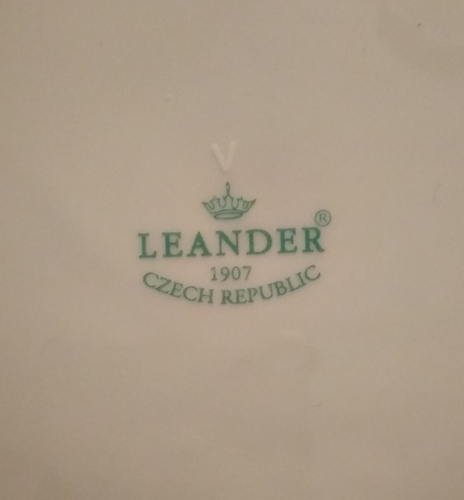 V
LEANDER®
1907
CZECH REPUBLIC